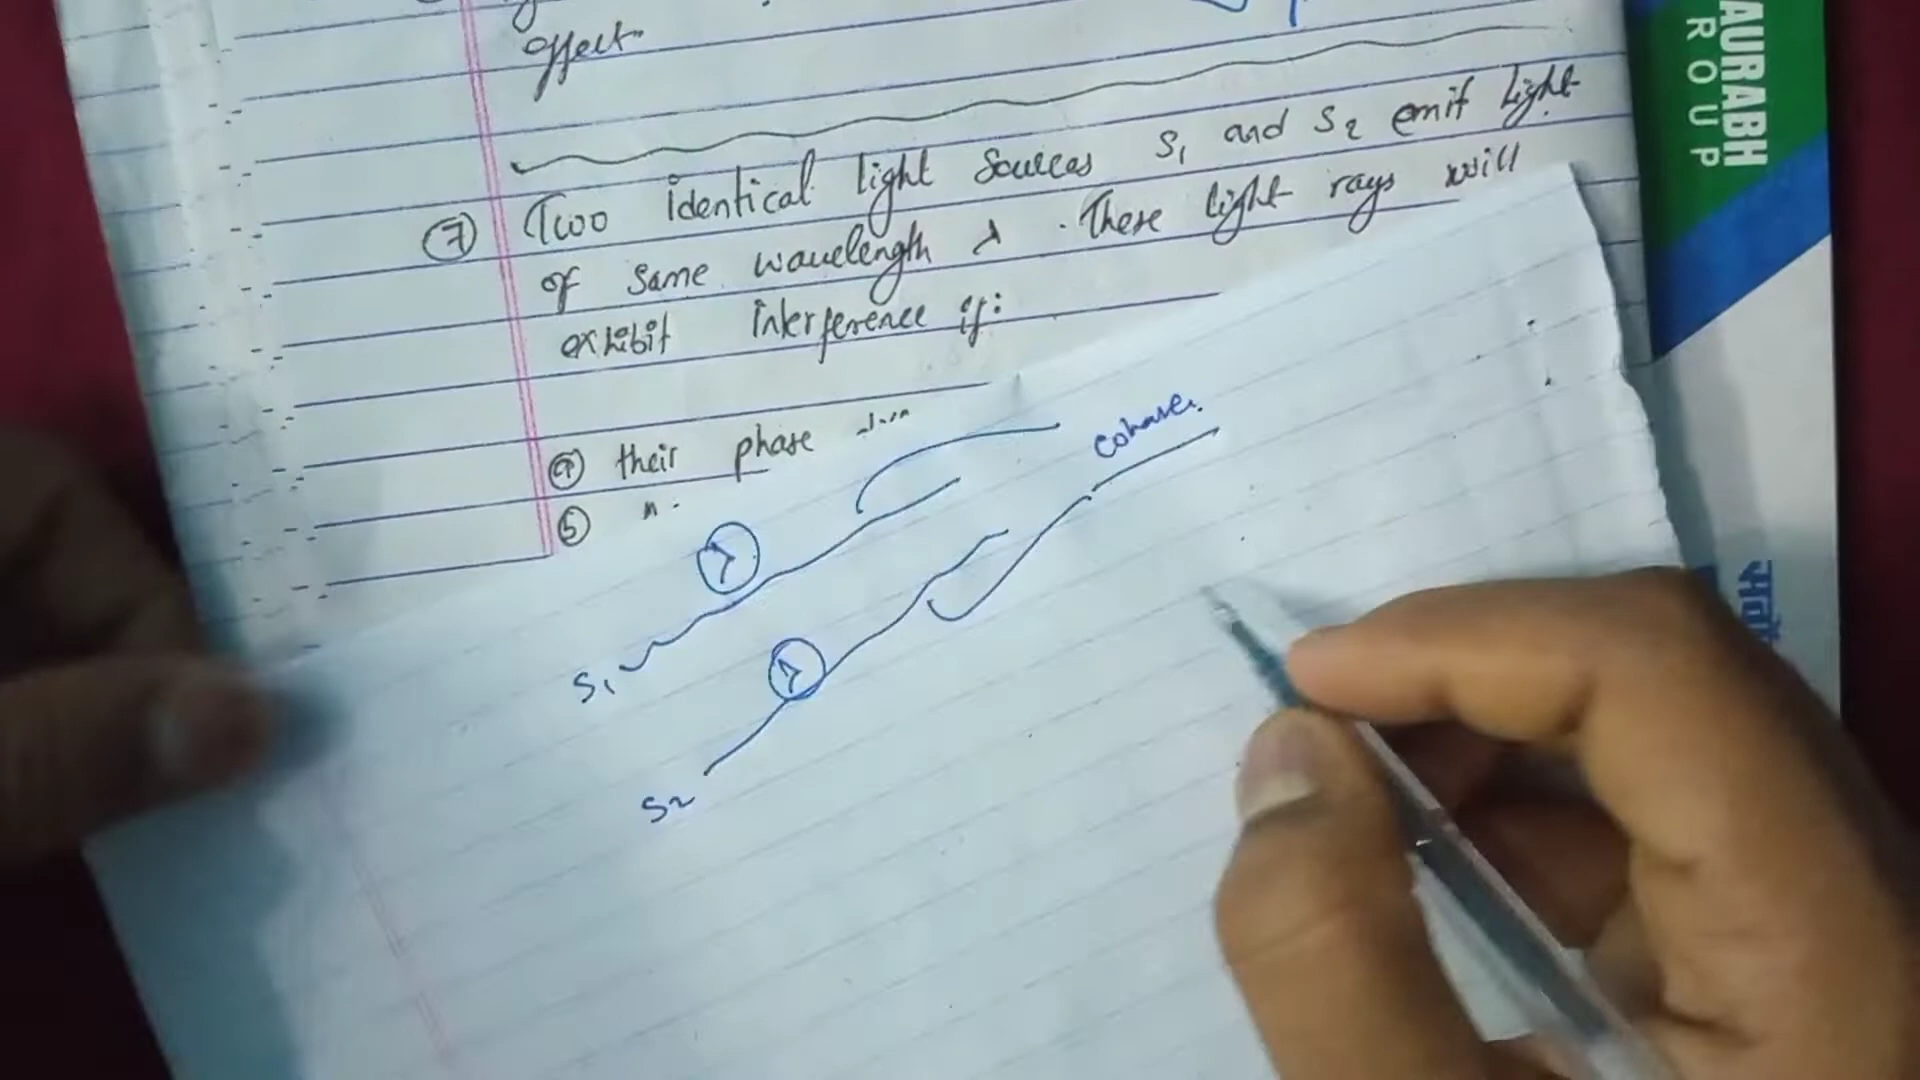 effect.
⑦ Two identical light sources S₁ and S₂ emit light
of same wavelength λ. These light rays will
exhibit interference if:
ⓐ their phase
ⓑ
cohare.
λ
S₁
λ
S₂
AURABH
ROUP